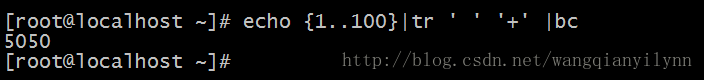 [root@localhost ~]# echo {1..100}|tr ' ' '+' |bc
5050
[root@localhost ~]# http://blog.csdn.net/wangqianyilynn